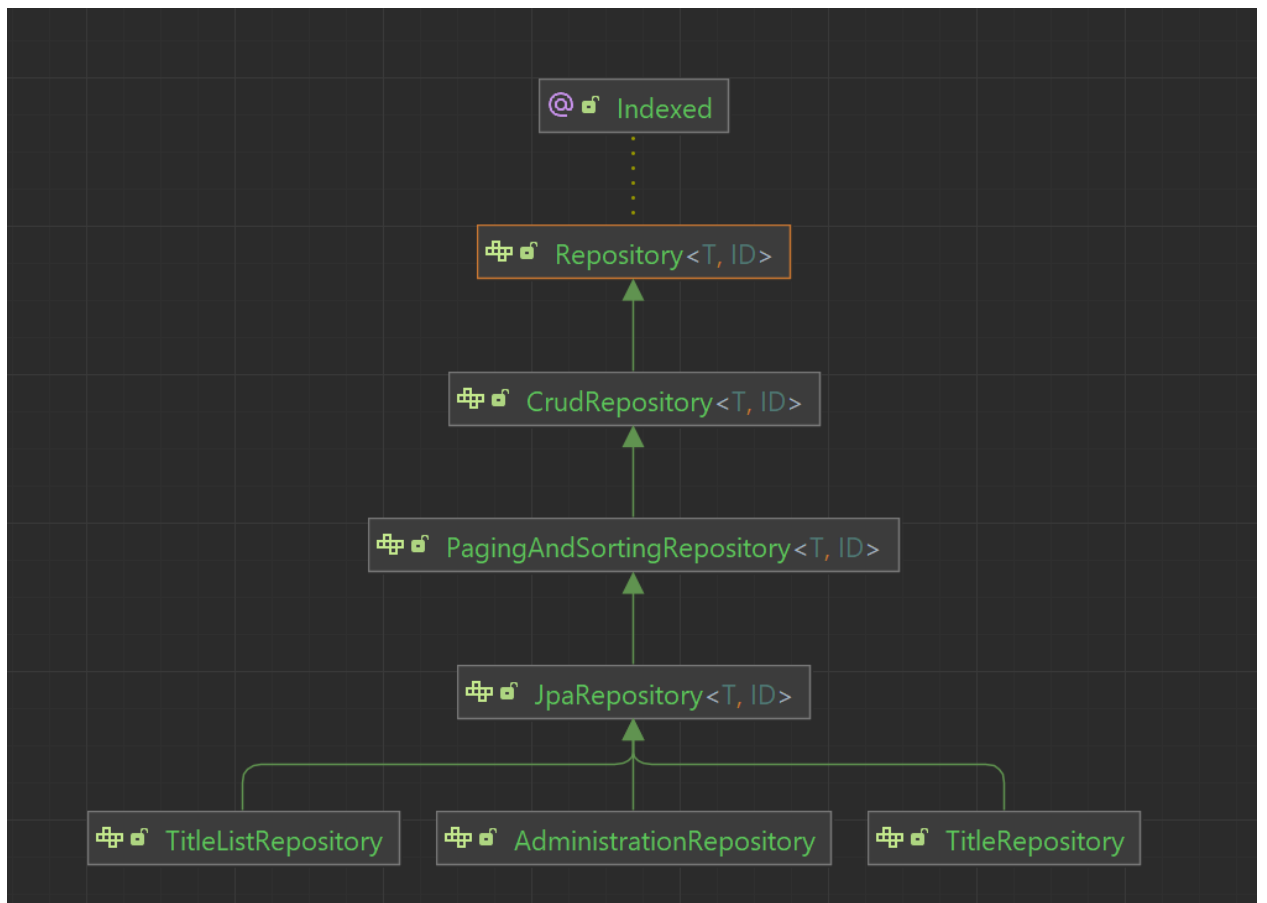 @ Indexed
Repository<T, ID>
CrudRepository<T, ID>
PagingAndSortingRepository<T, ID>
JpaRepository<T, ID>
TitleListRepository
AdministrationRepository
TitleRepository